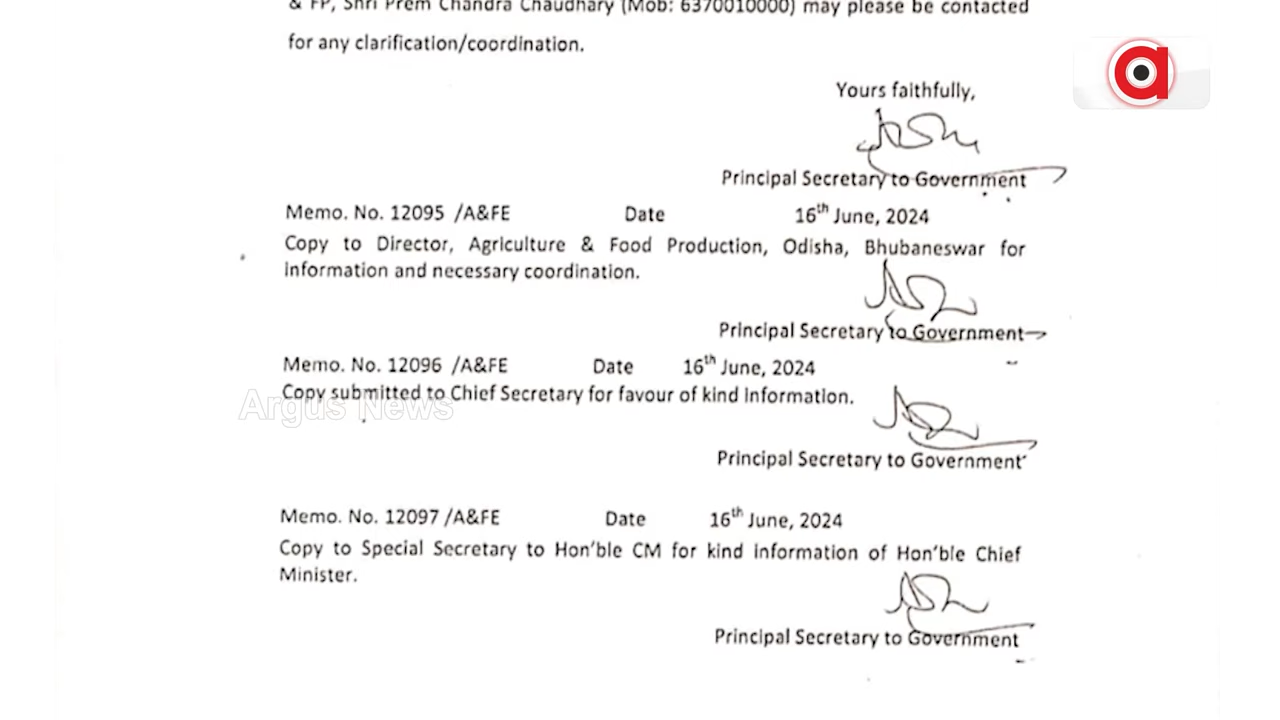 & FP, Shri Prem Chandra Chaudhary (Mob: 6370010000) may please be contacted
for any clarification/coordination.
Yours faithfully,
Principal Secretary to Government
Memo. No. 12095 /A&FE Date 16th June, 2024
Copy to Director, Agriculture & Food Production, Odisha, Bhubaneswar for
information and necessary coordination.
Principal Secretary to Government
Memo. No. 12096 /A&FE Date 16th June, 2024
Copy submitted to Chief Secretary for favour of kind information.
Argus News
Principal Secretary to Government
Memo. No. 12097 /A&FE Date 16th June, 2024
Copy to Special Secretary to Hon'ble CM for kind information of Hon'ble Chief
Minister.
Principal Secretary to Government